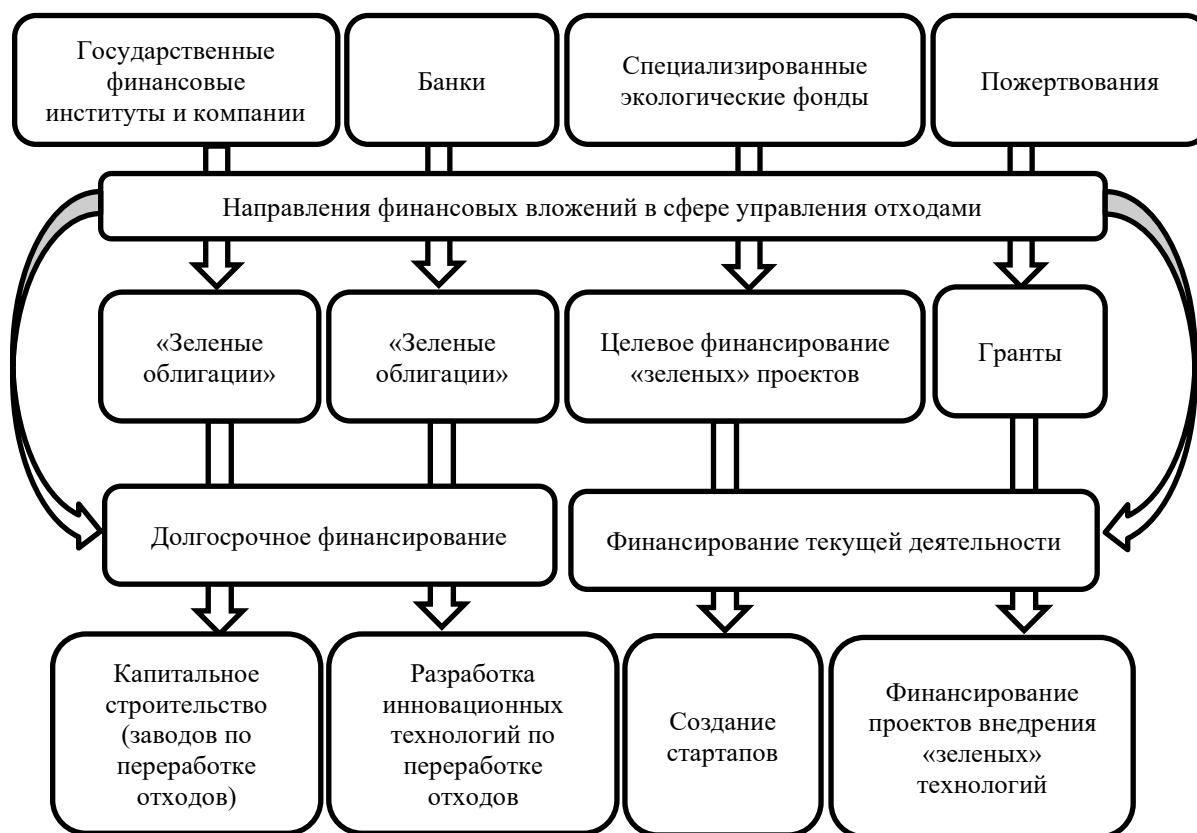 Государственные
финансовые
институты и компании
Банки
Специализированные
экологические фонды
Пожертвования
Направления финансовых вложений в сфере управления отходами
«Зеленые
облигации»
«Зеленые
облигации»
Целевое финансирование
«зеленых» проектов
Гранты
Долгосрочное финансирование
Финансирование текущей деятельности
Капитальное
строительство
(заводов по
переработке
отходов)
Разработка
инновационных
технологий по
переработке
отходов
Создание
стартапов
Финансирование
проектов внедрения
«зеленых»
технологий